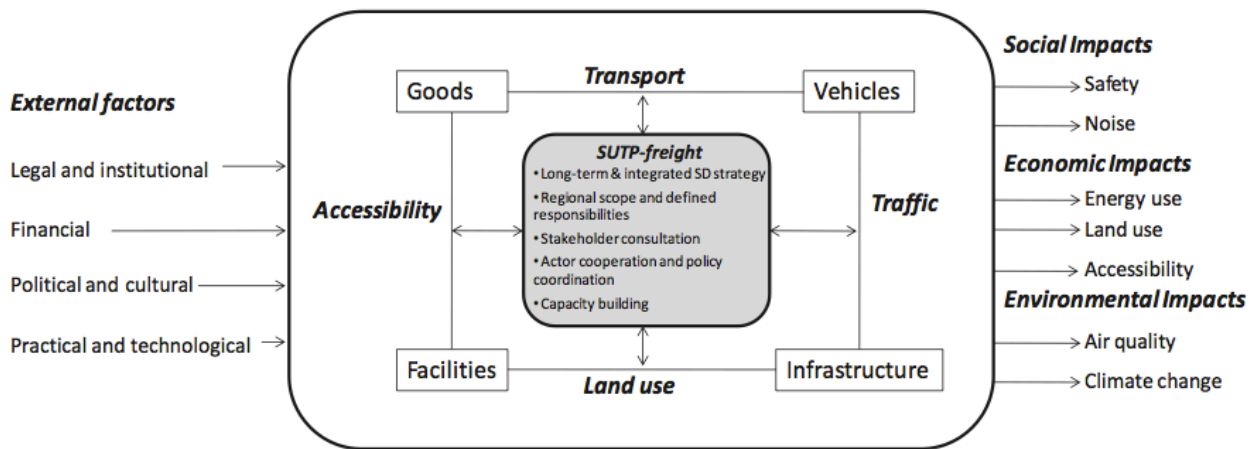 External factors
Legal and institutional
Financial
Political and cultural
Practical and technological
Goods
Transport
Vehicles
Accessibility
SUTP-freight
• Long-term & integrated SD strategy
• Regional scope and defined
responsibilities
• Stakeholder consultation
• Actor cooperation and policy
coordination
• Capacity building
Traffic
Facilities
Land use
Infrastructure
Social Impacts
Safety
Noise
Economic Impacts
Energy use
Land use
Accessibility
Environmental Impacts
Air quality
Climate change